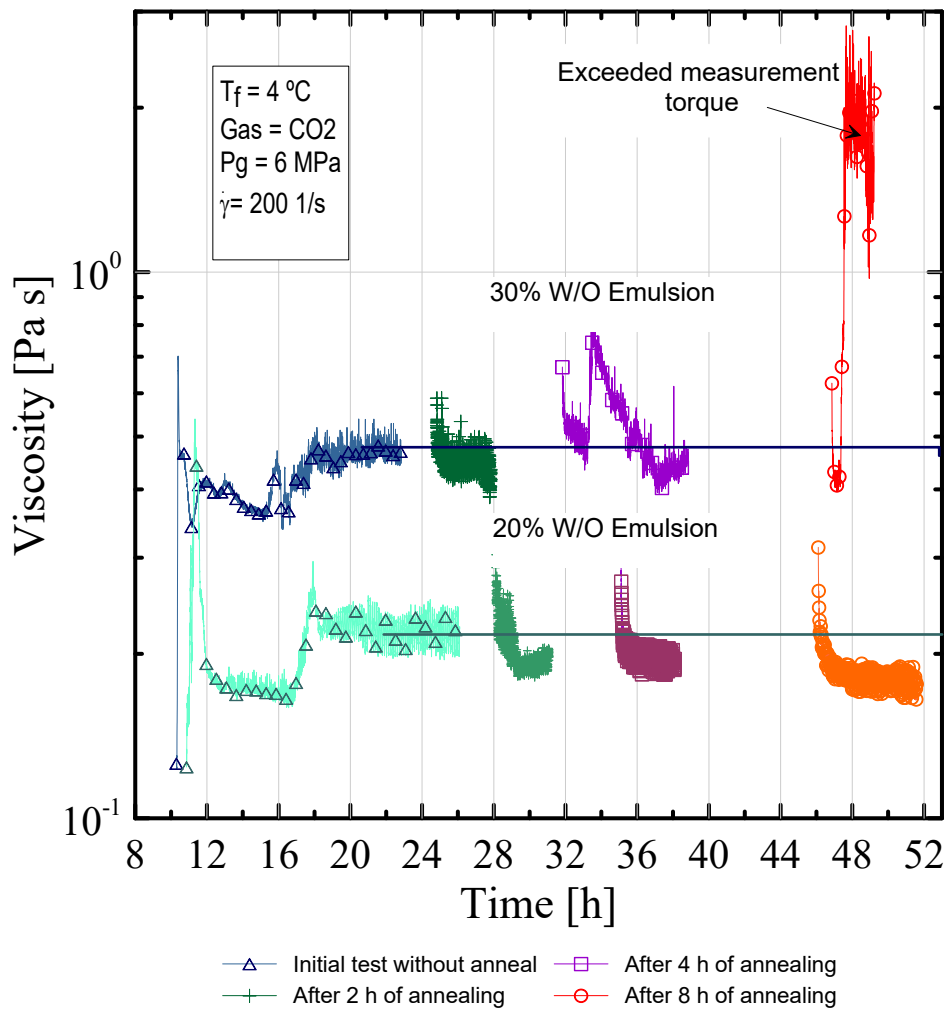 T_f = 4 ºC
Gas = CO2
Pg = 6 MPa
γ̇= 200 1/s
Exceeded measurement
torque
30% W/O Emulsion
20% W/O Emulsion
Viscosity [Pa s]
10⁰
10⁻¹
8 12 16 20 24 28 32 36 40 44 48 52
Time [h]
Initial test without anneal
After 4 h of annealing
After 2 h of annealing
After 8 h of annealing